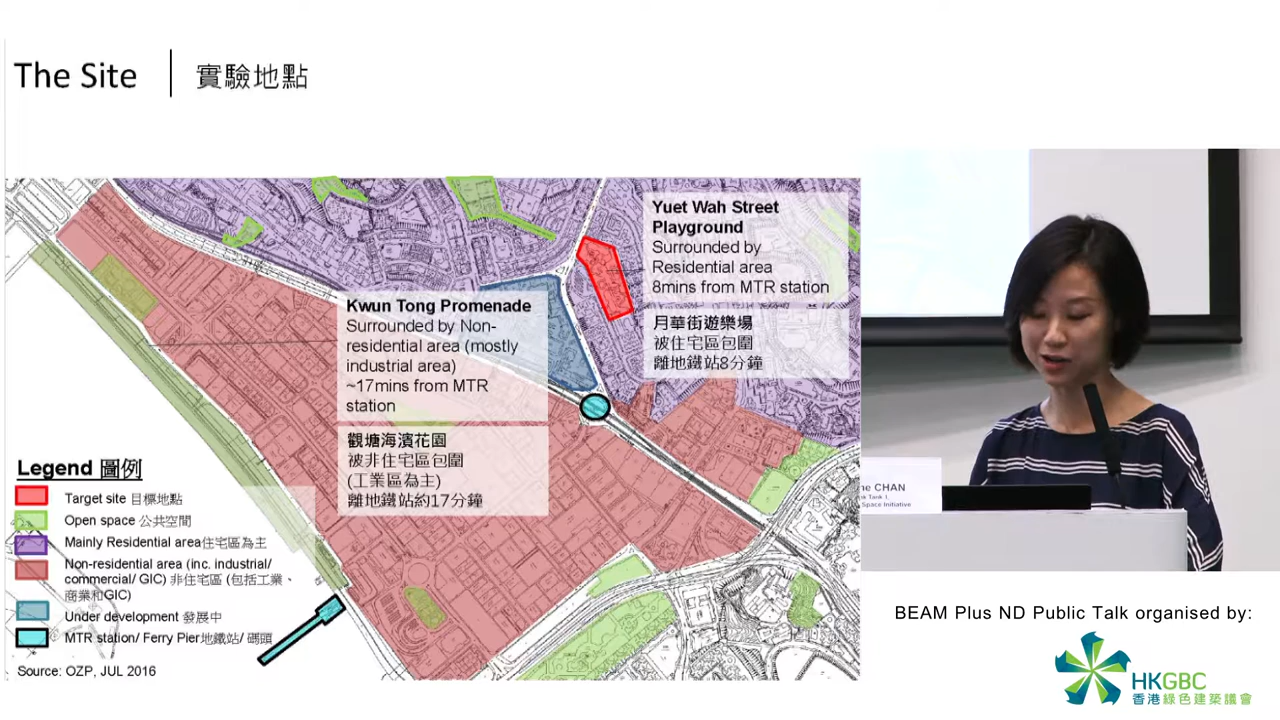 The Site
實驗地點
Yuet Wah Street
Playground
Surrounded by
Residential area
8mins from MTR station
月華街遊樂場
被住宅區包圍
離地鐵站8分鐘
Kwun Tong Promenade
Surrounded by Non-
residential area (mostly
industrial area)
~17mins from MTR
station
觀塘海濱花園
被非住宅區包圍
(工業區為主)
離地鐵站約17分鐘
Legend 圖例
Target site 目標地點
Open space 公共空間
Mainly Residential area住宅區為主
Non-residential area (inc. industrial/
commercial/ GIC) 非住宅區 (包括工業、
商業和GIC)
Under development 發展中
MTR station/ Ferry Pier地鐵站/ 碼頭
Source: OZP, JUL 2016
ne CHAN
nk Tank 1,
Space Initiative
BEAM Plus ND Public Talk organised by:
HKGBC
香港綠色建築議會